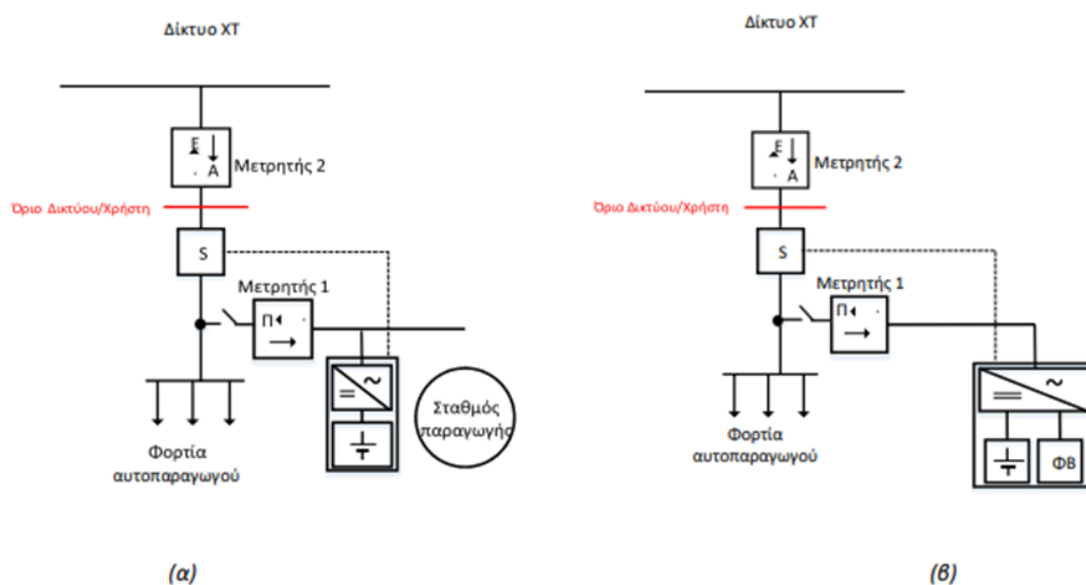 Δίκτυο ΧΤ
Ε
Α
Μετρητής 2
Όριο Δικτύου/Χρήστη
S
Μετρητής 1
Π
Σταθμός
παραγωγής
Φορτία
αυτοπαραγωγού
(α)
Δίκτυο ΧΤ
Ε
Α
Μετρητής 2
Όριο Δικτύου/Χρήστη
S
Μετρητής 1
Π
ΦΒ
Φορτία
αυτοπαραγωγού
(β)